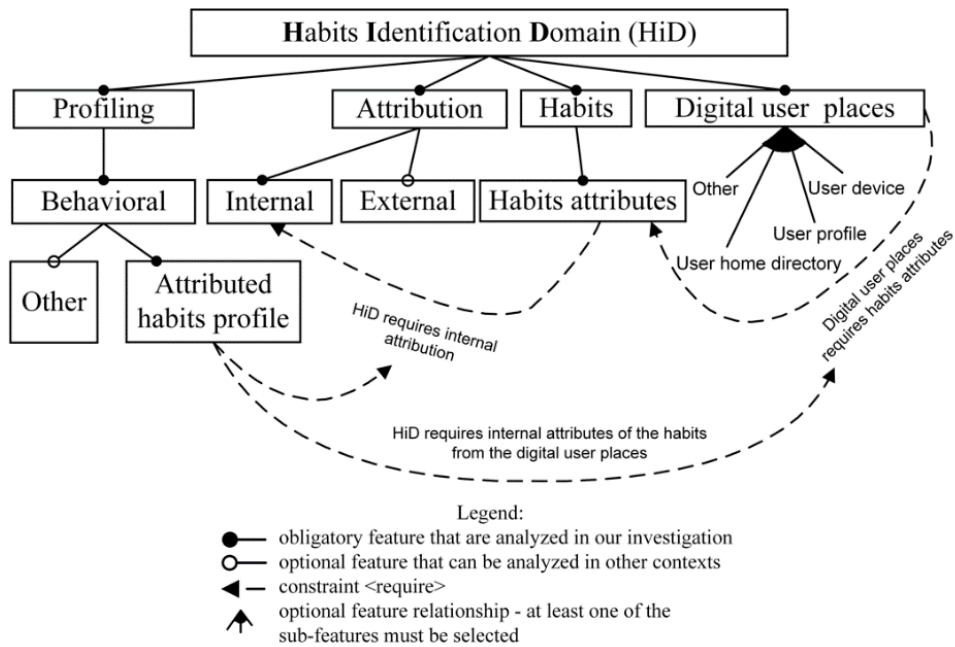 Habits Identification Domain (HiD)
Profiling
Attribution
Habits
Digital user places
Behavioral
Internal
External
Habits attributes
Other
User device
User profile
User home directory
Other
Attributed
habits profile
HiD requires internal
attribution
Digital user places
requires habits attributes
HiD requires internal attributes of the habits
from the digital user places
Legend:
obligatory feature that are analyzed in our investigation
optional feature that can be analyzed in other contexts
constraint <require>
optional feature relationship - at least one of the
sub-features must be selected